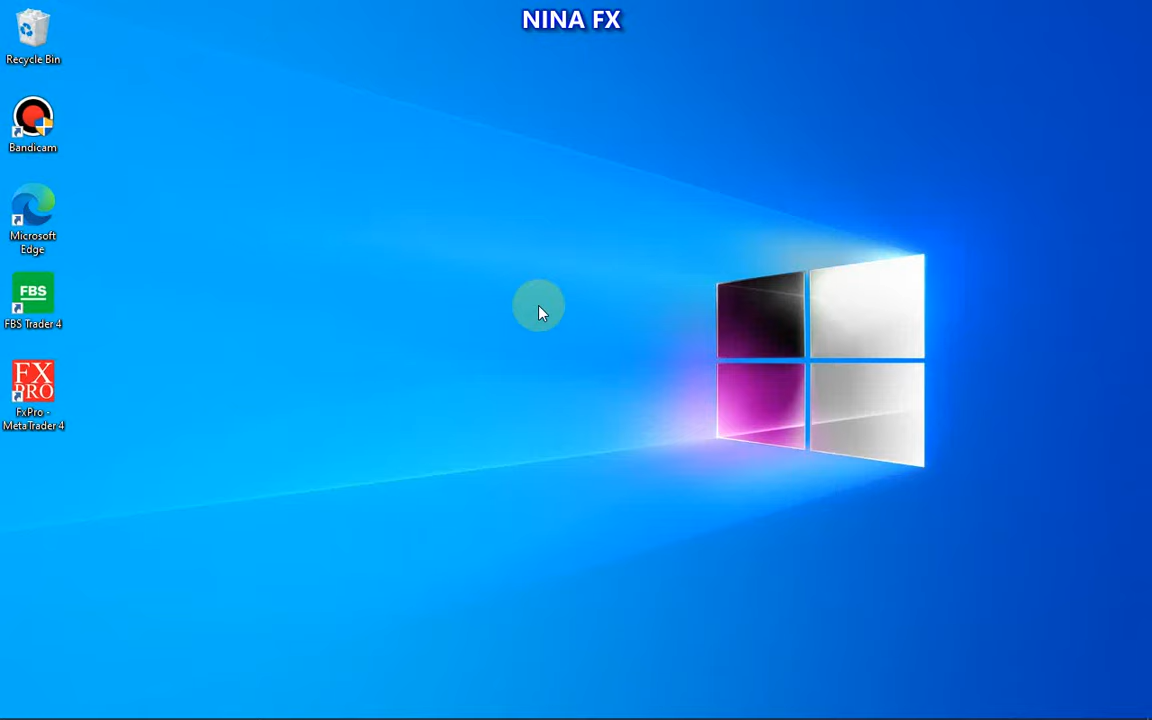 NINA FX
Recycle Bin
Bandicam
Microsoft
Edge
FBS
FBS Trader 4
FX
PRO
FxPro -
MetaTrader 4